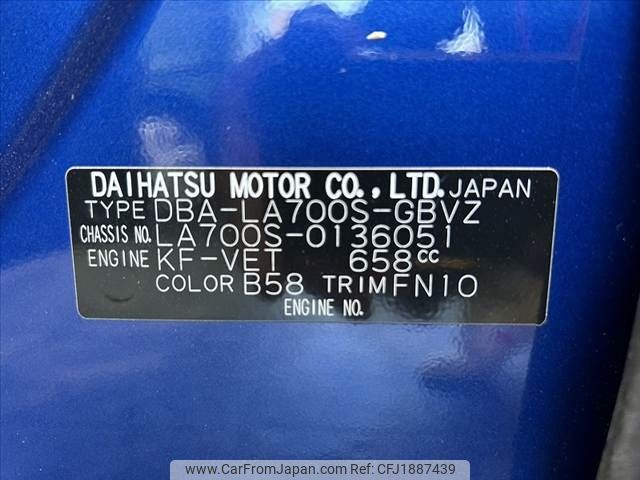 DAIHATSU MOTOR CO.,LTD. JAPAN
TYPE DBA-LA700S-GBVZ
CHASSIS NO. LA700S-0136051
ENGINE KF-VET 658cc
COLOR B58 TRIM FN10
ENGINE NO.
www.CarFromJapan.com - Ref No: CFJ1887439